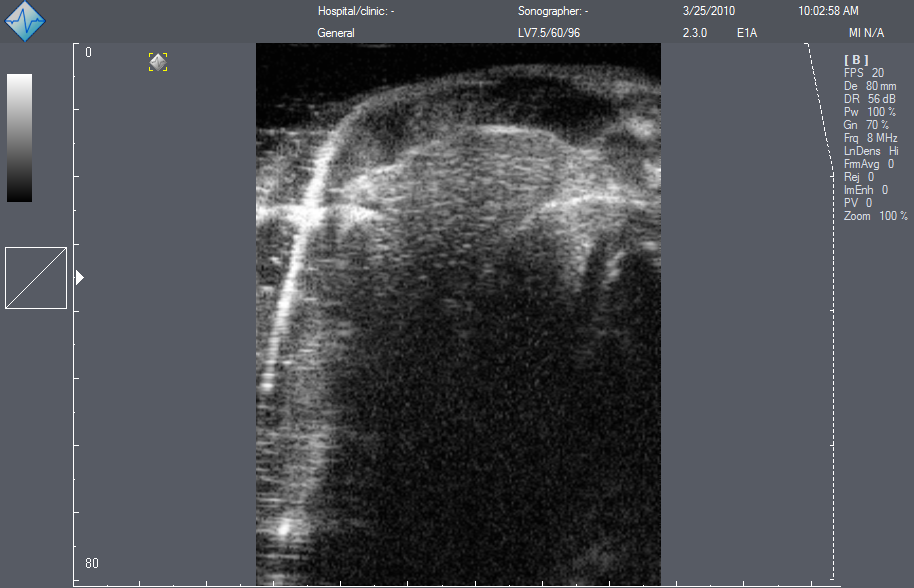 Hospital/clinic: - Sonographer: - 3/25/2010 10:02:58 AM
General LV7.5/60/96 2.3.0 E1A MI N/A
0
[ B ]
FPS 20
De 80 mm
DR 56 dB
Pw 100 %
Gn 70 %
Frq 8 MHz
LnDens Hi
FrmAvg 0
Rej 0
ImEnh 0
PV 0
Zoom 100 %
80